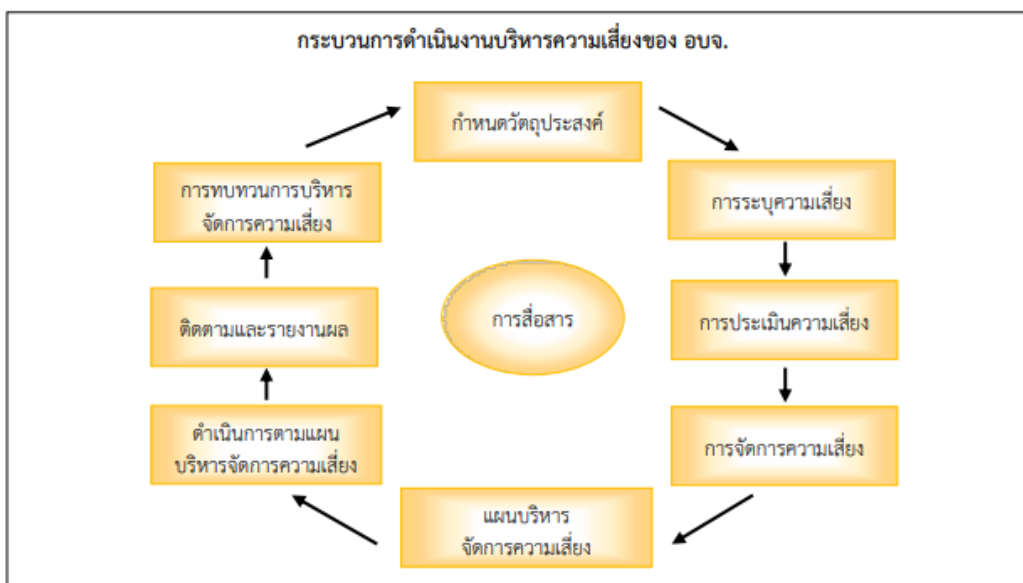 กระบวนการดำเนินงานบริหารความเสี่ยงของ อบจ.
กำหนดวัตถุประสงค์
การระบุความเสี่ยง
การประเมินความเสี่ยง
การจัดการความเสี่ยง
แผนบริหาร
จัดการความเสี่ยง
ดำเนินการตามแผน
บริหารจัดการความเสี่ยง
ติดตามและรายงานผล
การทบทวนการบริหาร
จัดการความเสี่ยง
การสื่อสาร